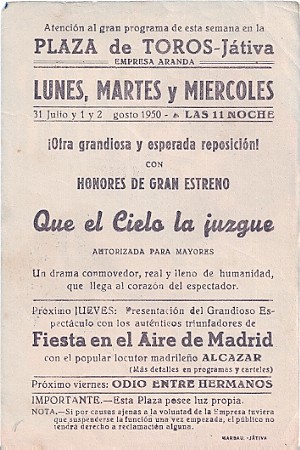 Atención al gran programa de esta semana en la
PLAZA de TOROS-Játiva
EMPRESA ARANDA
LUNES, MARTES y MIERCOLES
31 Julio y 1 y 2 gosto 1950 - a LAS 11 NOCHE
¡Otra grandiosa y esperada reposición!
CON
HONORES DE GRAN ESTRENO
Que el Cielo la juzgue
AUTORIZADA PARA MAYORES
Un drama conmovedor, real y lleno de humanidad,
que llega al corazón del espectador.
Próximo JUEVES: Presentación del Grandioso Es-
pectáculo con los auténticos triunfadores de
Fiesta en el Aire de Madrid
con el popular locutor madrileño ALCAZAR
(Más detalles en programas y carteles)
Próximo viernes: ODIO ENTRE HERMANOS
IMPORTANTE.—Esta Plaza posee luz propia.
NOTA.—Si por causas ajenas a la voluntad de la Empresa tuviera
que suspenderse la función una vez empezada, el público no
tendrá derecho a reclamación alguna.
MARBAU.-JÁTIVA